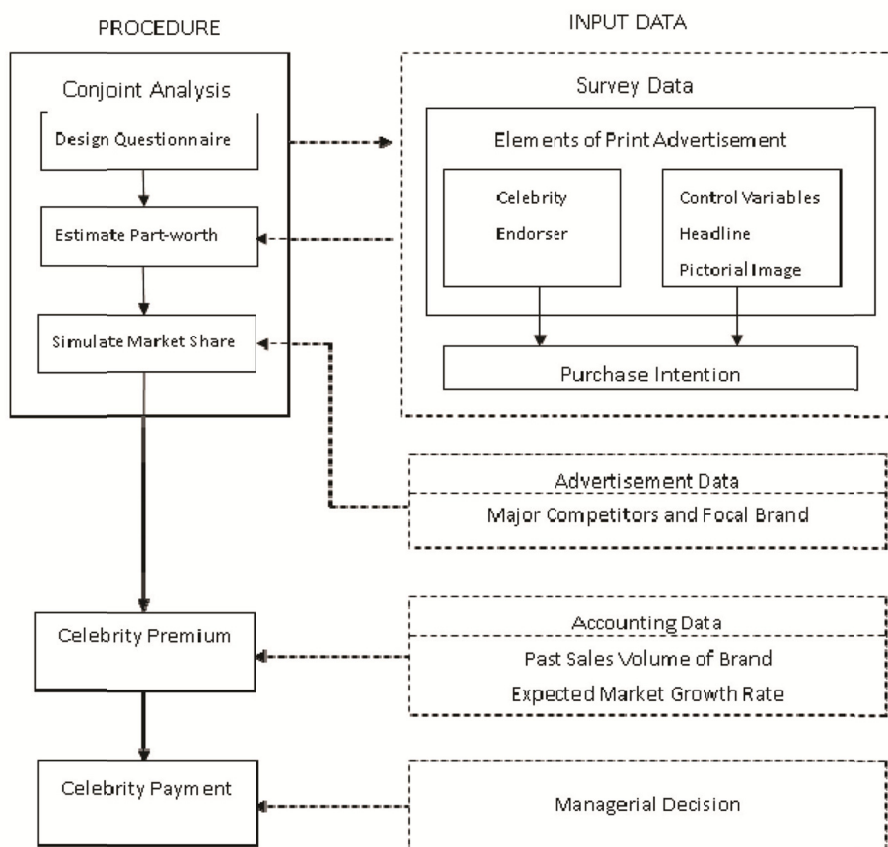 PROCEDURE
INPUT DATA
Conjoint Analysis
Design Questionnaire
Estimate Part-worth
Simulate Market Share
Survey Data
Elements of Print Advertisement
Celebrity
Endorser
Control Variables
Headline
Pictorial Image
Purchase Intention
Advertisement Data
Major Competitors and Focal Brand
Celebrity Premium
Accounting Data
Past Sales Volume of Brand
Expected Market Growth Rate
Celebrity Payment
Managerial Decision